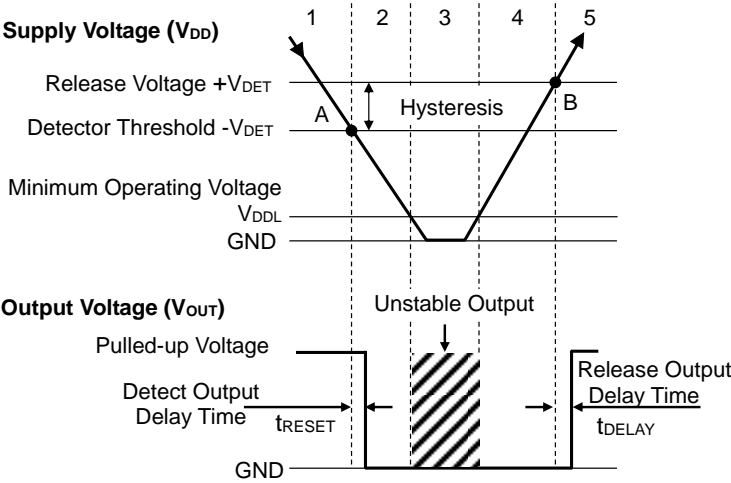 1 2 3 4 5
Supply Voltage (VDD)
Release Voltage +VDET
Hysteresis
A
B
Detector Threshold -VDET
Minimum Operating Voltage
VDDL
GND
Output Voltage (VOUT)
Unstable Output
Pulled-up Voltage
Release Output
Delay Time
Detect Output
Delay Time
tRESET
tDELAY
GND